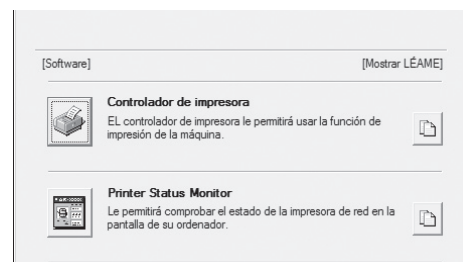 [Software] [Mostrar LÉAME]
Controlador de impresora
EL controlador de impresora le permitirá usar la función de
impresión de la máquina.
Printer Status Monitor
Le permitirá comprobar el estado de la impresora de red en la
pantalla de su ordenador.